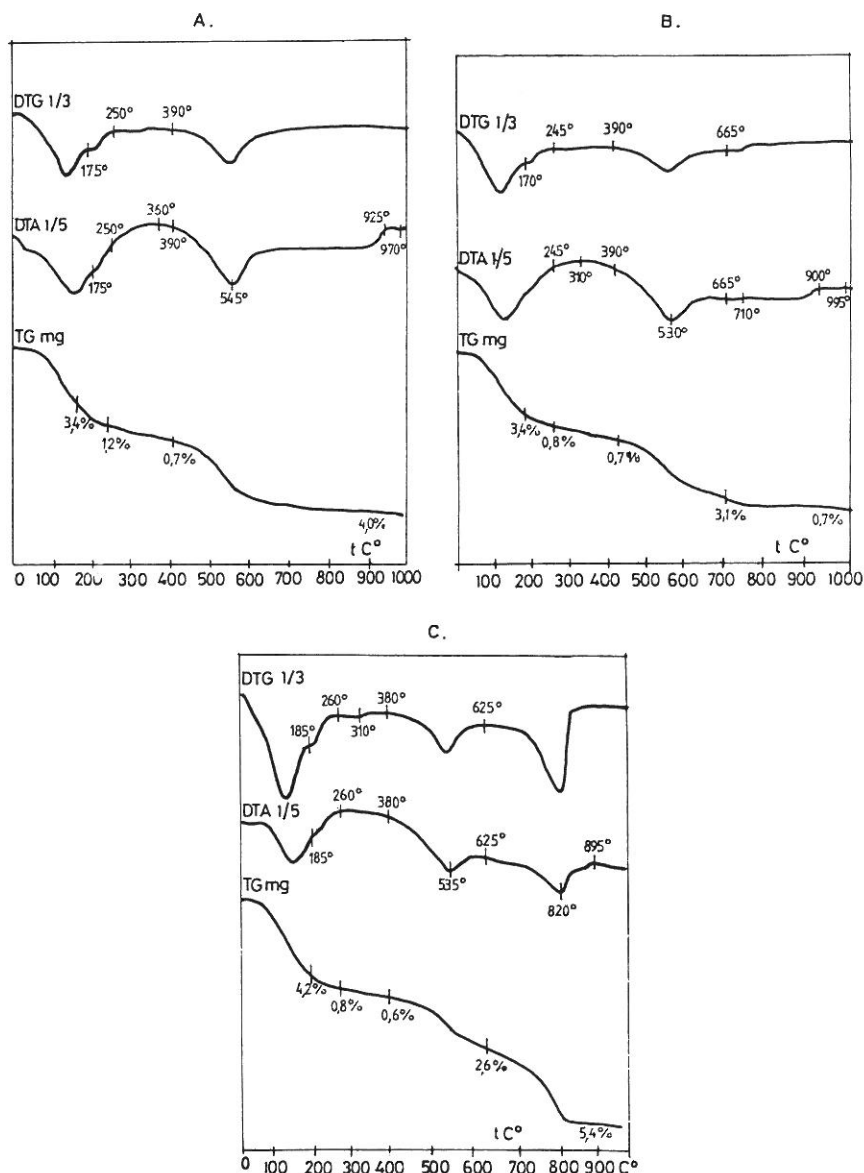 A.
DTG 1/3
250°
390°
175°
DTA 1/5
250°
360°
390°
925°
970°
175°
545°
TG mg
3,4%
1,2%
0,7%
4,0%
t C°
0 100 200 300 400 500 600 700 800 900 1000
B.
DTG 1/3
245°
390°
665°
170°
DTA 1/5
245°
310°
390°
665°
710°
900°
995°
530°
TG mg
3,4%
0,8%
0,7%
3,1%
0,7%
t C°
100 200 300 400 500 600 700 800 900 1000
C.
DTG 1/3
260°
380°
625°
185°
310°
DTA 1/5
260°
380°
625°
895°
185°
535°
820°
TG mg
4,2%
0,8%
0,6%
2,6%
5,4%
t C°
0 100 200 300 400 500 600 700 800 900 C°